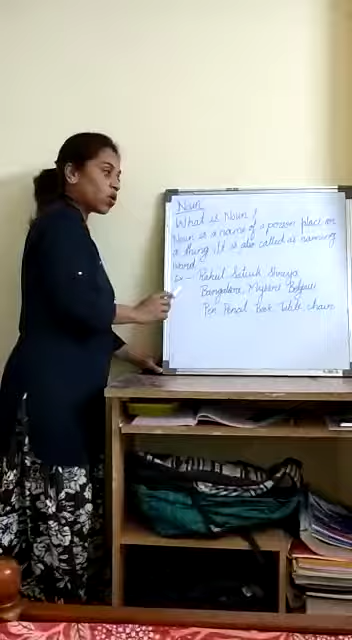 Noun
What is Noun?
Noun is a name of a person place or
a thing. It is also called as naming
word.
Ex:- Rahul Satish Shreya
Bangalore, Mysore
Pen Pencil Book Table chair